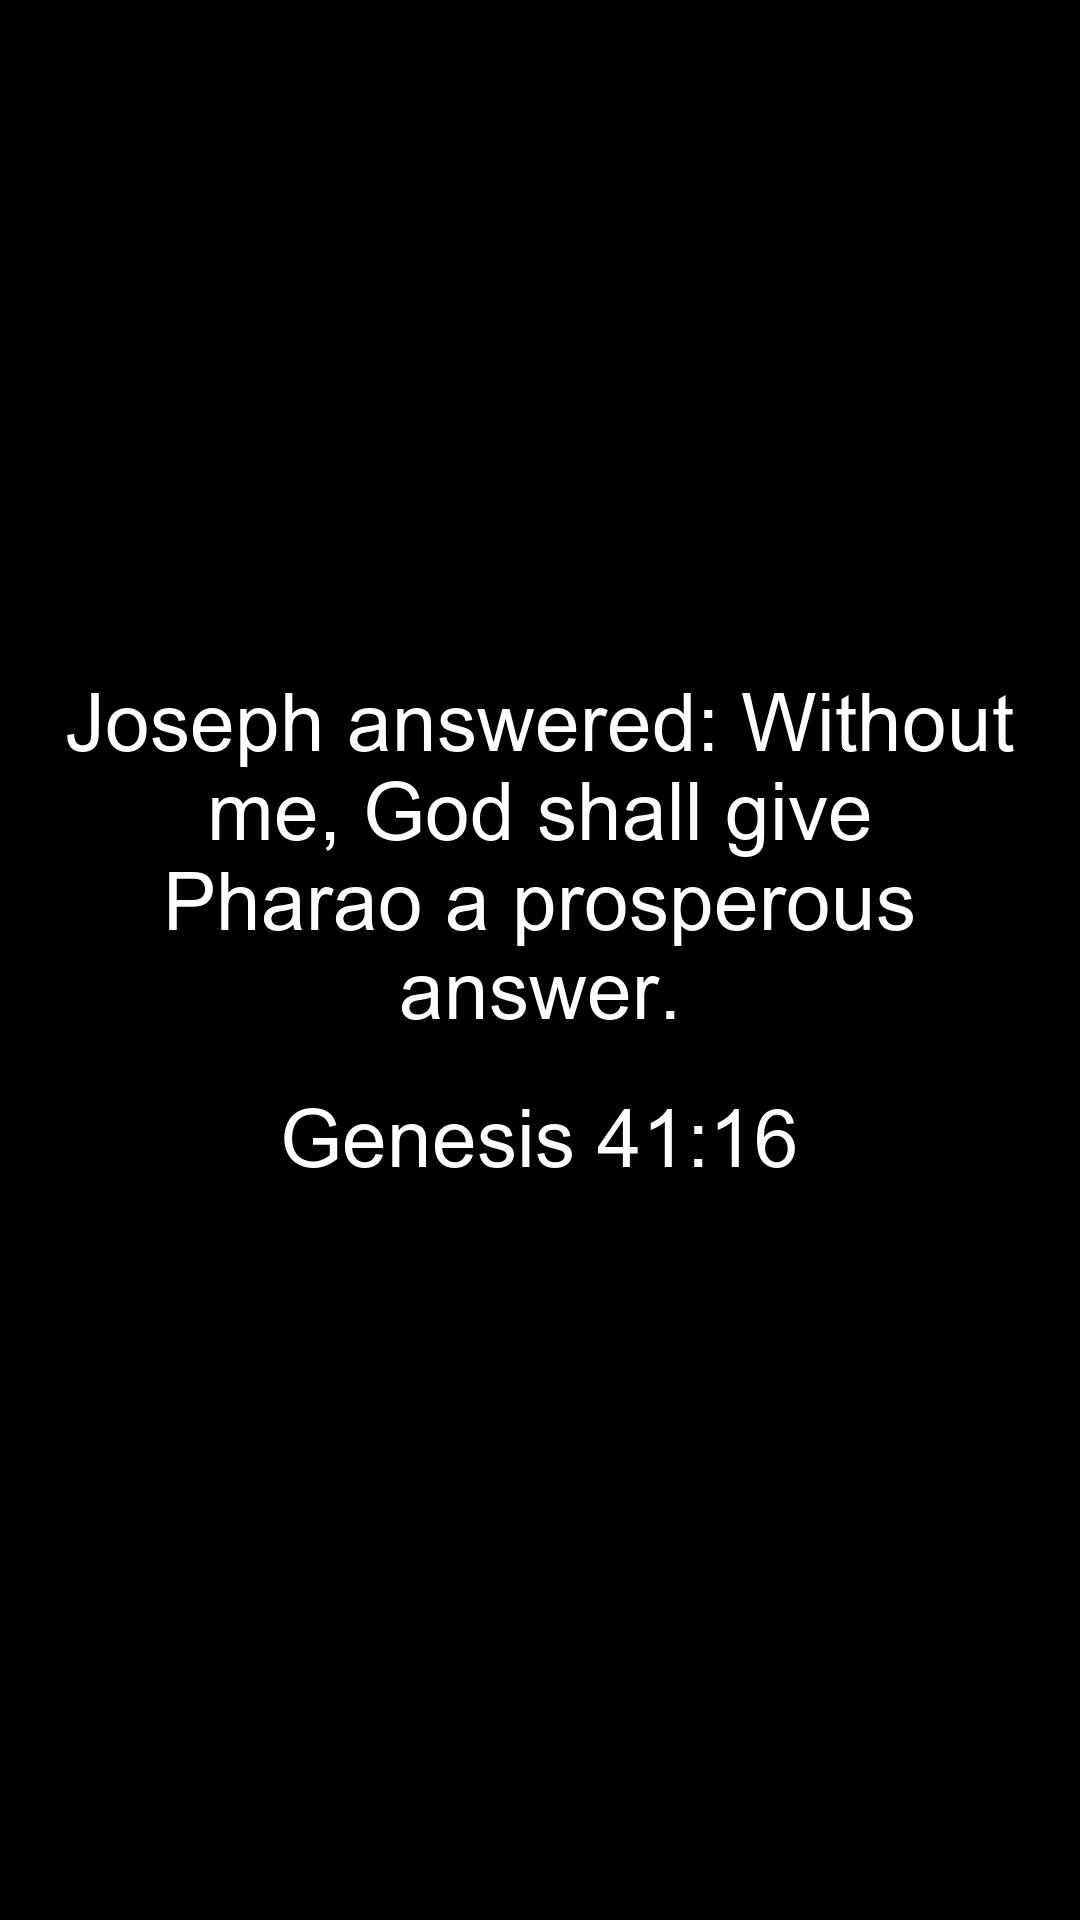 Joseph answered: Without
me, God shall give
Pharao a prosperous
answer.
Genesis 41:16